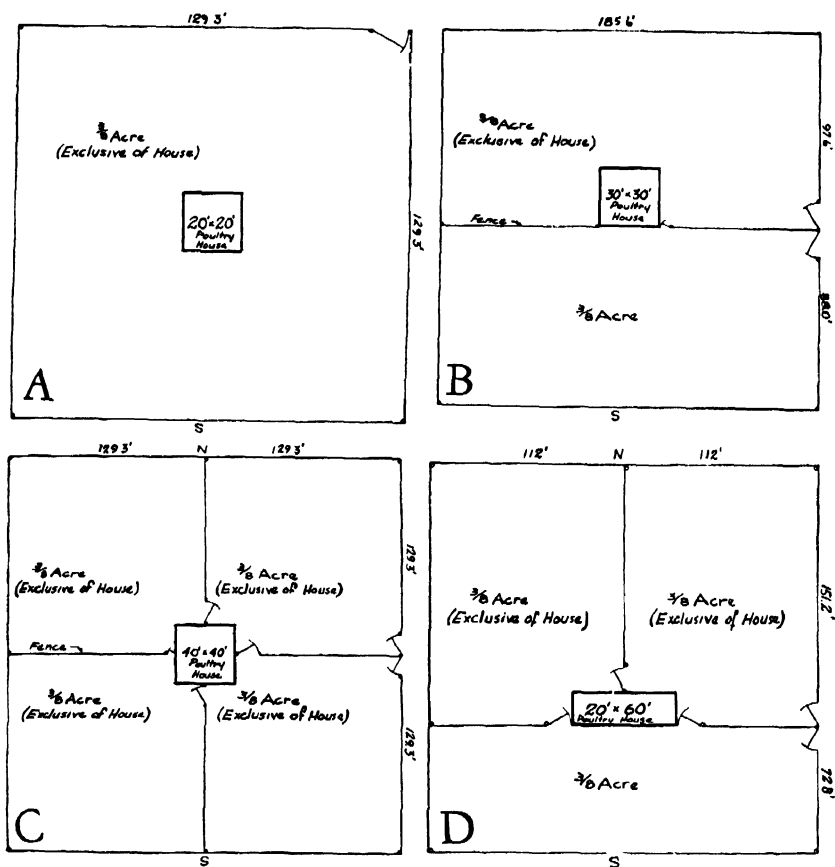 129 3'
3/8 Acre
(Exclusive of House)
20'×20'
Poultry
House
129 3'
A
S
185 6'
3/8 Acre
(Exclusive of House)
97 6'
30'×30'
Poultry
House
Fence
3/8 Acre
88 0'
B
S
129 3' N 129 3'
3/8 Acre
(Exclusive of House)
3/8 Acre
(Exclusive of House)
129 3'
40'×40'
Poultry
House
Fence
3/8 Acre
(Exclusive of House)
3/8 Acre
(Exclusive of House)
129 3'
C
S
112' N 112'
3/8 Acre
(Exclusive of House)
3/8 Acre
(Exclusive of House)
151.2'
20' × 60'
Poultry House
3/8 Acre
72 8'
D
S